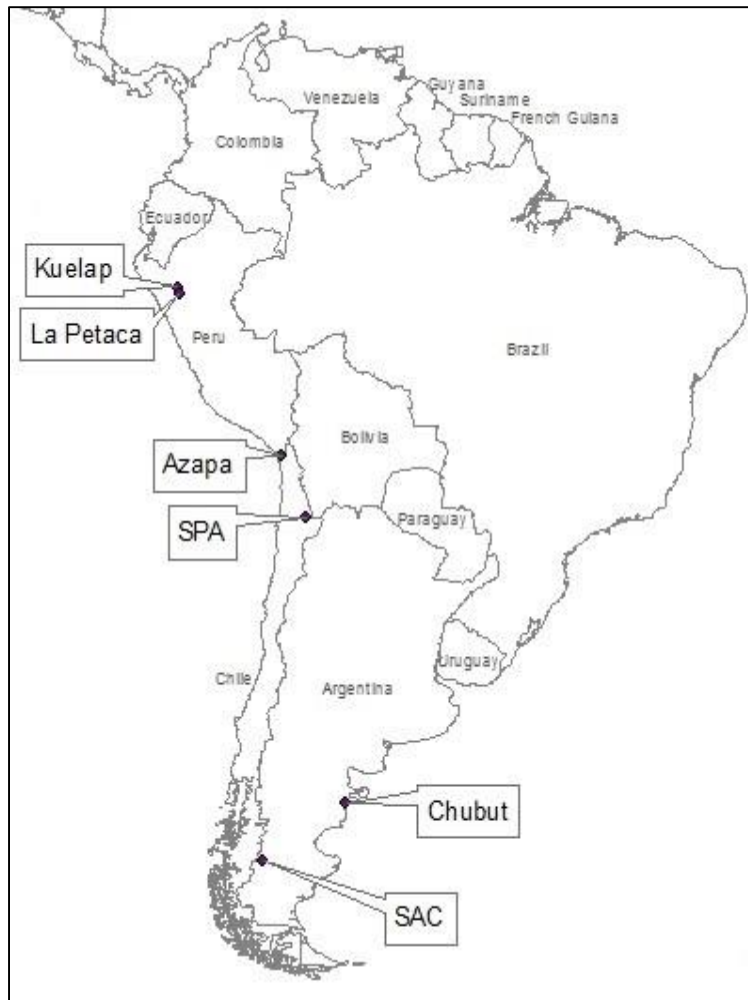 Guyana
Venezuela
Suriname
French Guiana
Colombia
Ecuador
Kuelap
La Petaca
Peru
Brazil
Bolivia
Azapa
SPA
Paraguay
Uruguay
Chile
Argentina
Chubut
SAC